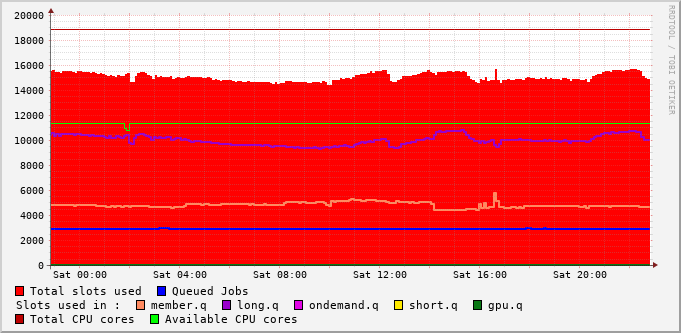 RRDTOOL / TOBI OETIKER
20000
18000
16000
14000
12000
10000
8000
6000
4000
2000
0
Sat 00:00 Sat 04:00 Sat 08:00 Sat 12:00 Sat 16:00 Sat 20:00
Total slots used Queued Jobs
Slots used in : member.q long.q ondemand.q short.q gpu.q
Total CPU cores Available CPU cores